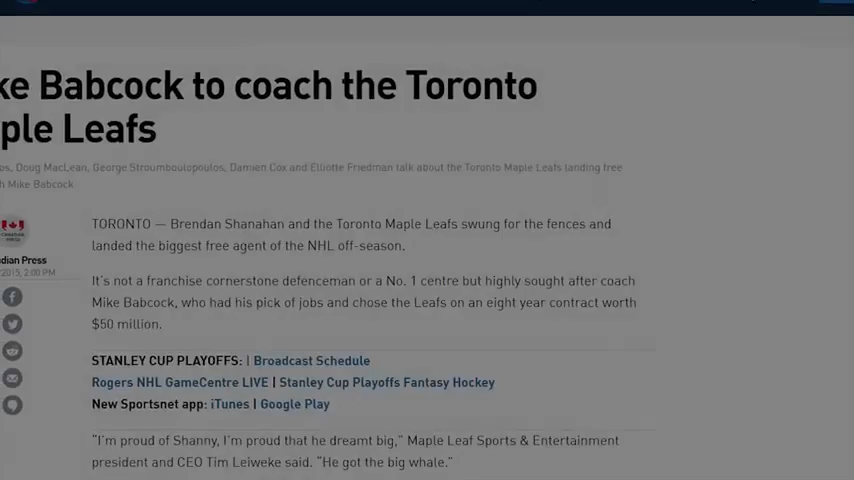 ke Babcock to coach the Toronto
ple Leafs
os, Doug MacLean, George Stroumboulopoulos, Damien Cox and Elliotte Friedman talk about the Toronto Maple Leafs landing free
h Mike Babcock
TORONTO — Brendan Shanahan and the Toronto Maple Leafs swung for the fences and
landed the biggest free agent of the NHL off-season.
dian Press
2015, 2:00 PM
It's not a franchise cornerstone defenceman or a No. 1 centre but highly sought after coach
Mike Babcock, who had his pick of jobs and chose the Leafs on an eight year contract worth
$50 million.
STANLEY CUP PLAYOFFS: | Broadcast Schedule
Rogers NHL GameCentre LIVE | Stanley Cup Playoffs Fantasy Hockey
New Sportsnet app: iTunes | Google Play
“I'm proud of Shanny, I'm proud that he dreamt big,” Maple Leaf Sports & Entertainment
president and CEO Tim Leiweke said. “He got the big whale.”